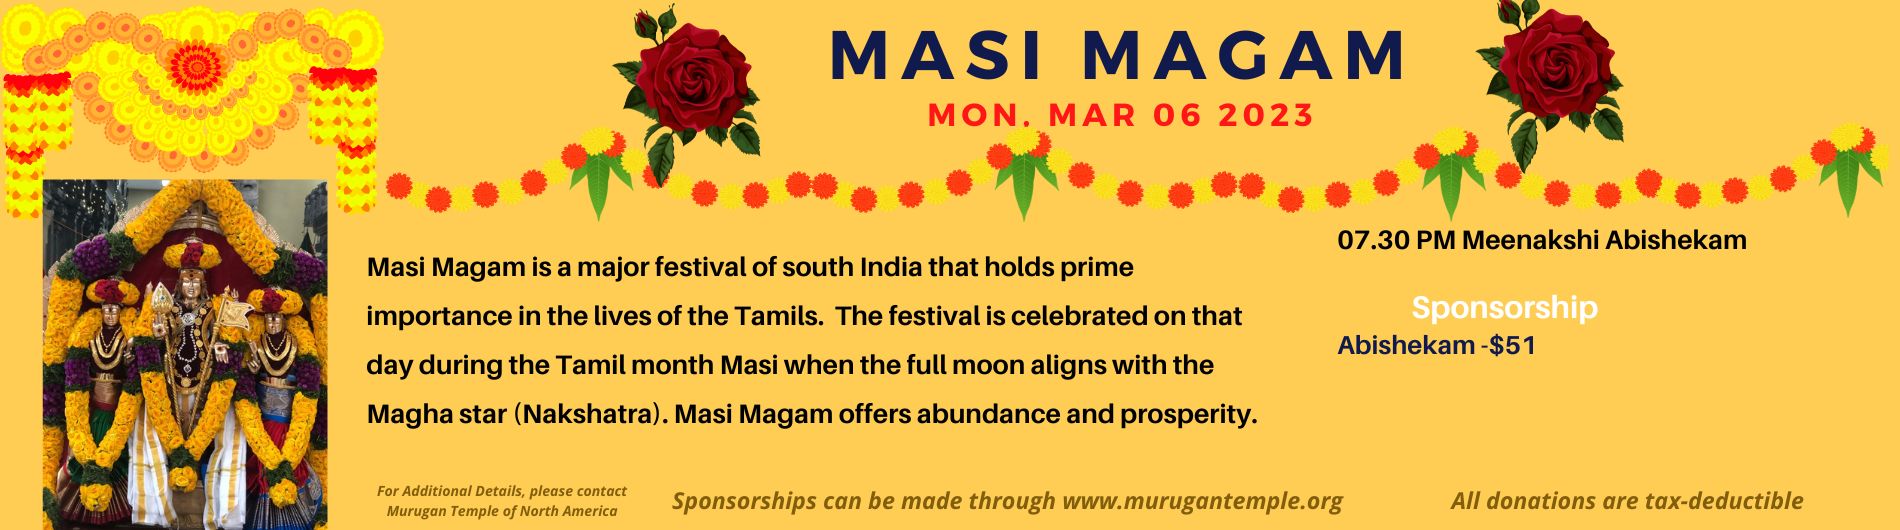 MASI MAGAM
MON. MAR 06 2023
Masi Magam is a major festival of south India that holds prime
importance in the lives of the Tamils.  The festival is celebrated on that
day during the Tamil month Masi when the full moon aligns with the
Magha star (Nakshatra). Masi Magam offers abundance and prosperity.
07.30 PM Meenakshi Abishekam
Sponsorship
Abishekam -$51
For Additional Details, please contact
Murugan Temple of North America
Sponsorships can be made through www.murugantemple.org
All donations are tax-deductible